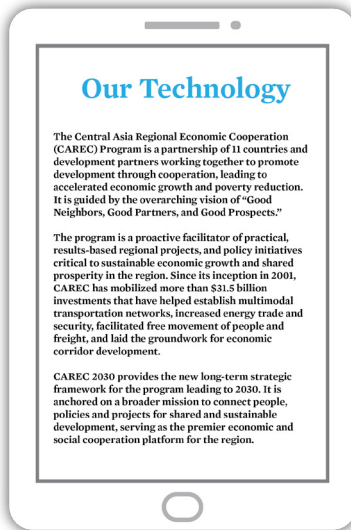 Our Technology
The Central Asia Regional Economic Cooperation
(CAREC) Program is a partnership of 11 countries and
development partners working together to promote
development through cooperation, leading to
accelerated economic growth and poverty reduction.
It is guided by the overarching vision of “Good
Neighbors, Good Partners, and Good Prospects.”
The program is a proactive facilitator of practical,
results-based regional projects, and policy initiatives
critical to sustainable economic growth and shared
prosperity in the region. Since its inception in 2001,
CAREC has mobilized more than $31.5 billion
investments that have helped establish multimodal
transportation networks, increased energy trade and
security, facilitated free movement of people and
freight, and laid the groundwork for economic
corridor development.
CAREC 2030 provides the new long-term strategic
framework for the program leading to 2030. It is
anchored on a broader mission to connect people,
policies and projects for shared and sustainable
development, serving as the premier economic and
social cooperation platform for the region.